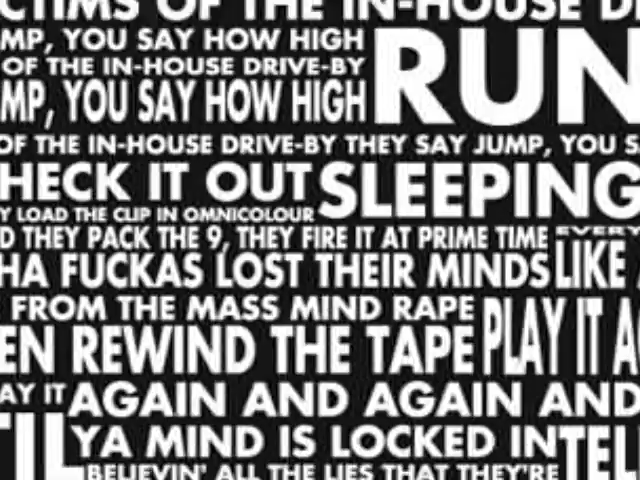 CTIMS OF THE IN-HOUSE D
MP, YOU SAY HOW HIGH
OF THE IN-HOUSE DRIVE-BY
MP, YOU SAY HOW HIGH
RUN
OF THE IN-HOUSE DRIVE-BY THEY SAY JUMP, YOU S
HECK IT OUT
SLEEPING
Y LOAD THE CLIP IN OMNICOLOUR
D THEY PACK THE 9, THEY FIRE IT AT PRIME TIME
EVERY
HA FUCKAS LOST THEIR MINDS
LIKE
FROM THE MASS MIND RAPE
EN REWIND THE TAPE
PLAY IT A
AY IT
AGAIN AND AGAIN AND
TIL
YA MIND IS LOCKED IN
TEL
BELIEVIN' ALL THE LIES THAT THEY'RE